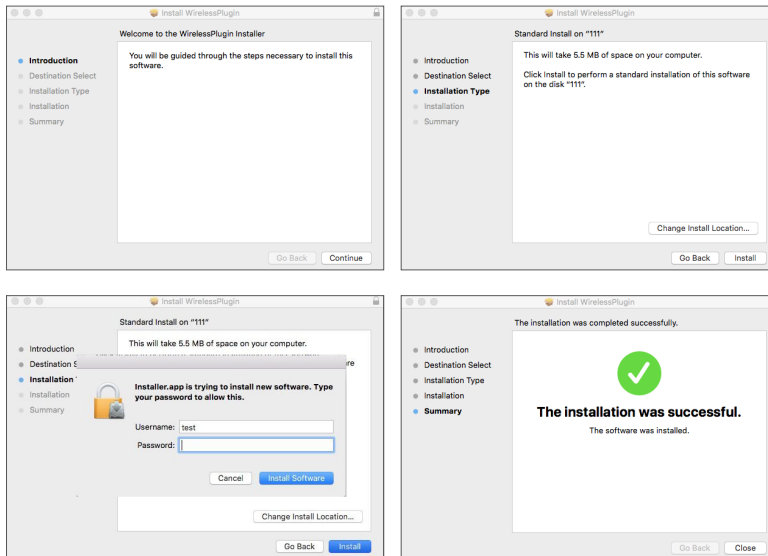 Install WirelessPlugin
Welcome to the WirelessPlugin Installer
Introduction
Destination Select
Installation Type
Installation
Summary
You will be guided through the steps necessary to install this
software.
Go Back
Continue
Install WirelessPlugin
Standard Install on "111"
Introduction
Destination Select
Installation Type
Installation
Summary
This will take 5.5 MB of space on your computer.
Click Install to perform a standard installation of this software
on the disk "111".
Change Install Location...
Go Back
Install
Install WirelessPlugin
Standard Install on "111"
Introduction
Destination S
Installation
Installation
Summary
This will take 5.5 MB of space on your computer.
re
Installer.app is trying to install new software. Type
your password to allow this.
Username: test
Password:
Cancel
Install Software
Change Install Location...
Go Back
Install
Install WirelessPlugin
The installation was completed successfully.
Introduction
Destination Select
Installation Type
Installation
Summary
The installation was successful.
The software was installed.
Go Back
Close